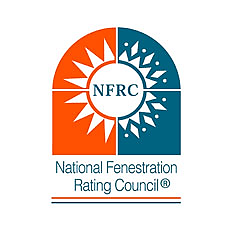 NFRC
National Fenestration
Rating Council®